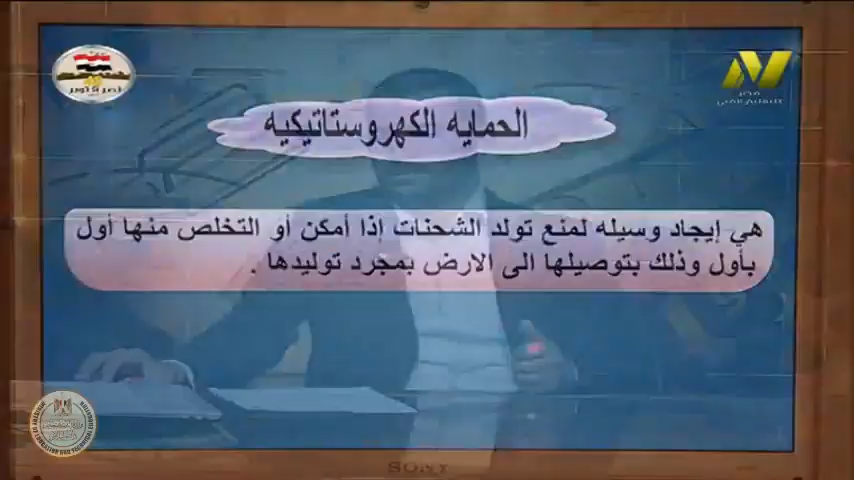 الحمايه الكهروستاتيكيه
هي إيجاد وسيله لمنع تولد الشحنات إذا أمكن أو التخلص منها أول
بأول وذلك بتوصيلها الى الارض بمجرد توليدها .
SONY